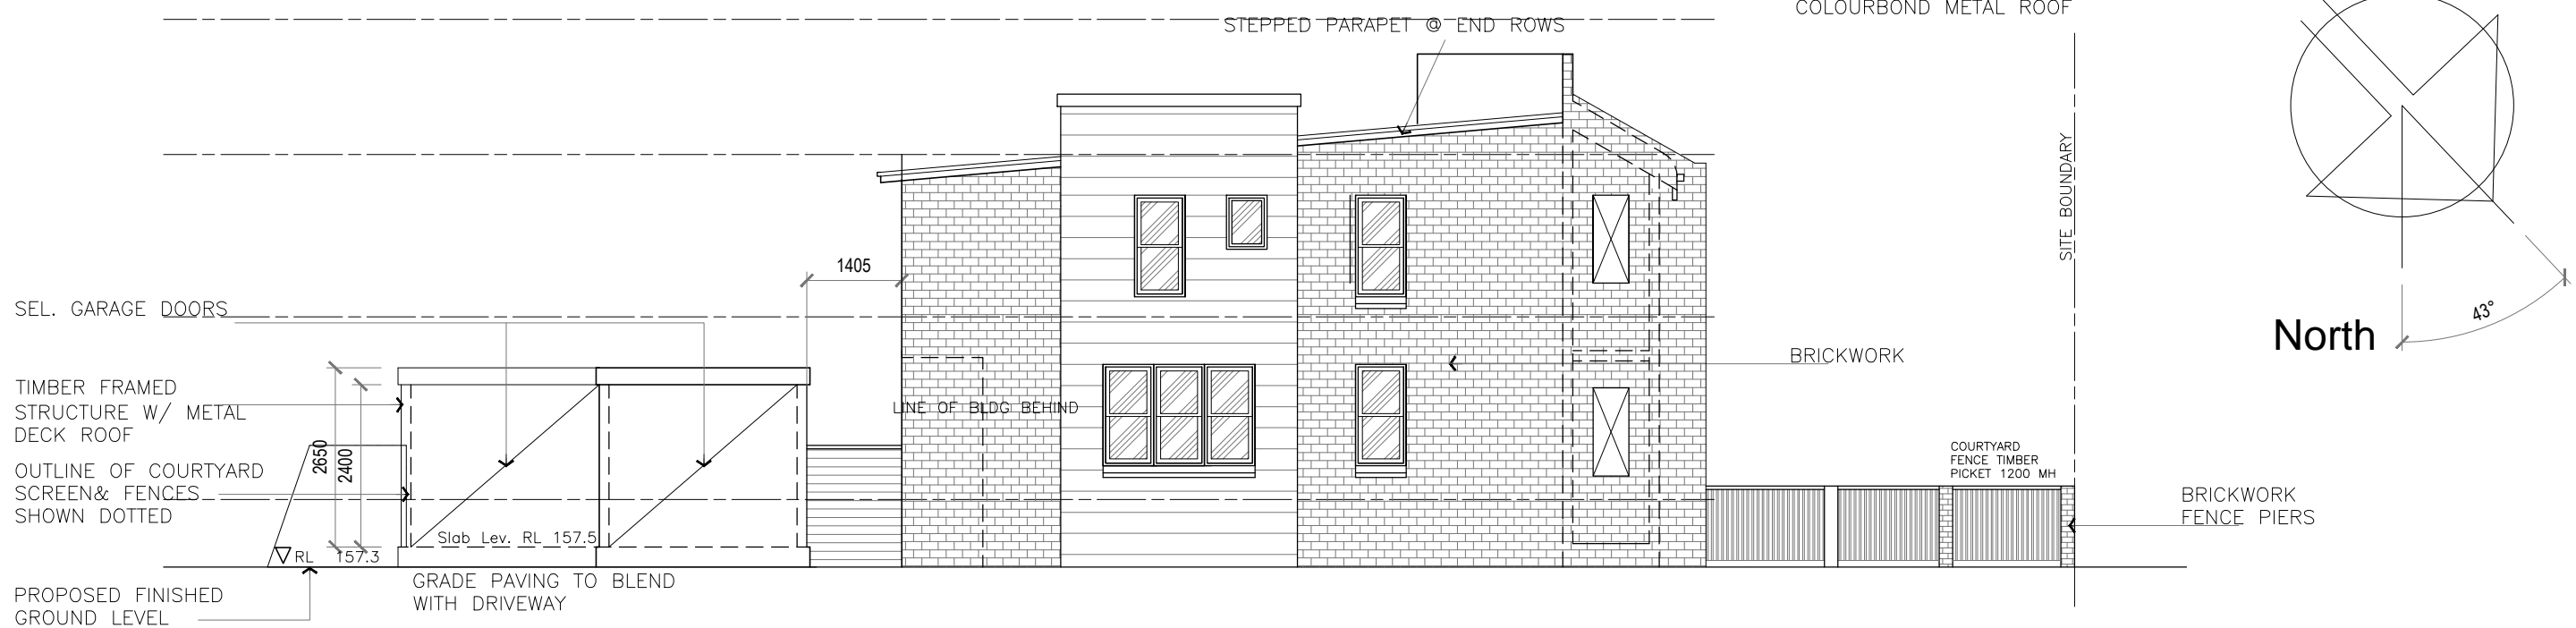 COLOURBOND METAL ROOF
STEPPED PARAPET @ END ROWS
SITE BOUNDARY
43°
North
1405
SEL. GARAGE DOORS
BRICKWORK
TIMBER FRAMED
STRUCTURE W/ METAL
DECK ROOF
LINE OF BLDG BEHIND
2650
2400
OUTLINE OF COURTYARD
SCREEN& FENCES
SHOWN DOTTED
COURTYARD
FENCE TIMBER
PICKET 1200 MH
BRICKWORK
FENCE PIERS
Slab Lev. RL 157.5
RL 157.3
GRADE PAVING TO BLEND
WITH DRIVEWAY
PROPOSED FINISHED
GROUND LEVEL